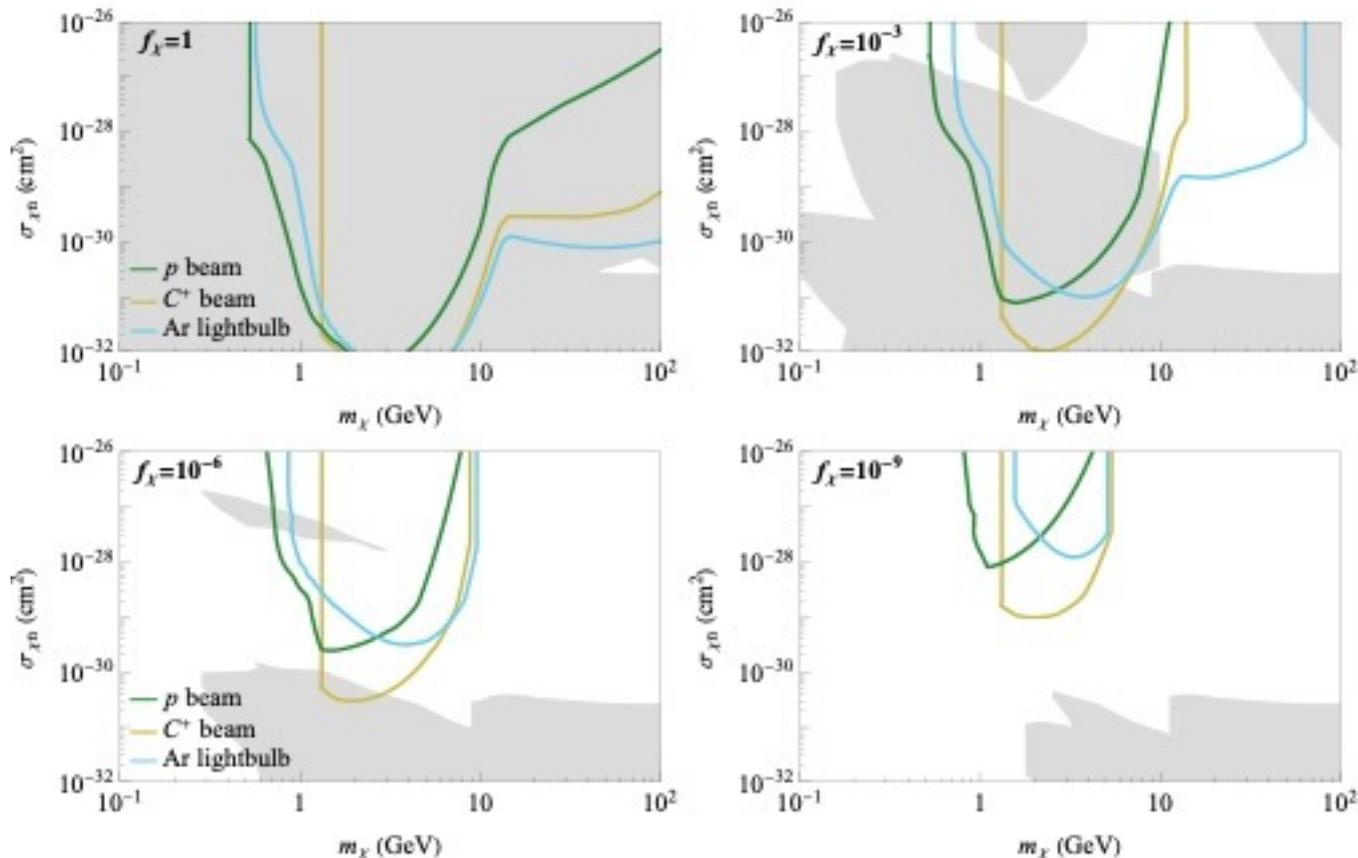 f_χ=1
10^-26
10^-28
10^-30
10^-32
σ_χn (cm^2)
p beam
C^+ beam
Ar lightbulb
10^-1
1
10
10^2
m_χ (GeV)
f_χ=10^-3
10^-26
10^-28
10^-30
10^-32
σ_χn (cm^2)
10^-1
1
10
10^2
m_χ (GeV)
f_χ=10^-6
10^-26
10^-28
10^-30
10^-32
σ_χn (cm^2)
p beam
C^+ beam
Ar lightbulb
10^-1
1
10
10^2
m_χ (GeV)
f_χ=10^-9
10^-26
10^-28
10^-30
10^-32
σ_χn (cm^2)
10^-1
1
10
10^2
m_χ (GeV)